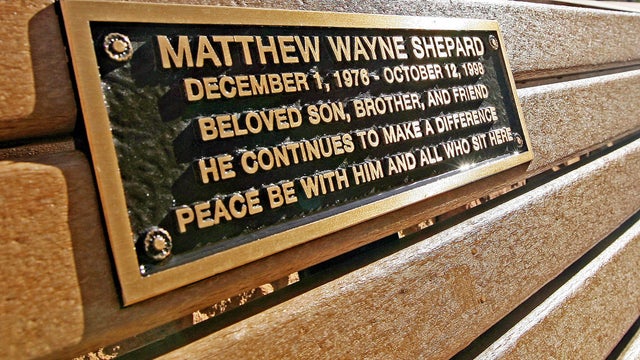 MATTHEW WAYNE SHEPARD
DECEMBER 1, 1976 - OCTOBER 12, 1998
BELOVED SON, BROTHER, AND FRIEND
HE CONTINUES TO MAKE A DIFFERENCE
PEACE BE WITH HIM AND ALL WHO SIT HERE